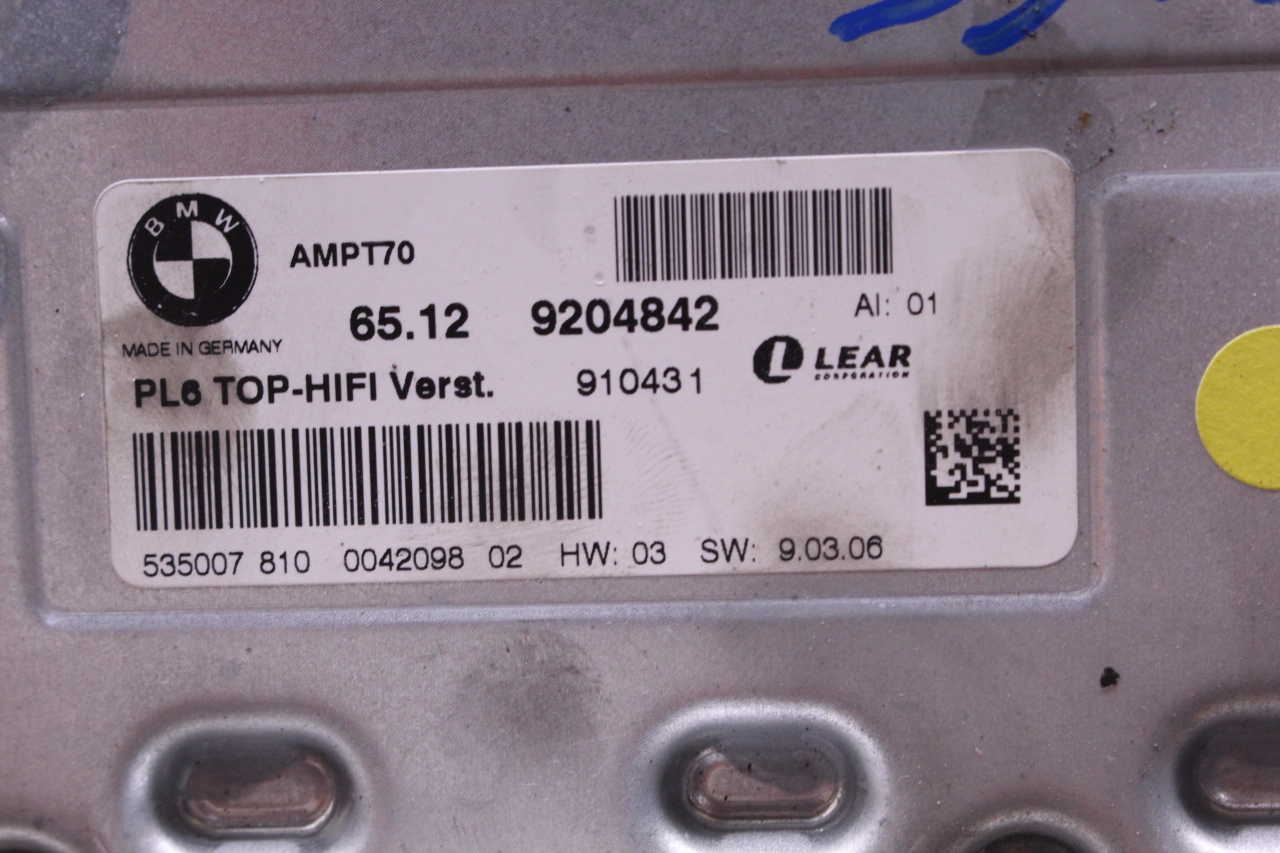 BMW
AMPT70
65.12 9204842 AI: 01
MADE IN GERMANY
PL6 TOP-HIFI Verst. 910431 LEAR
CORPORATION
535007 810 0042098 02 HW: 03 SW: 9.03.06